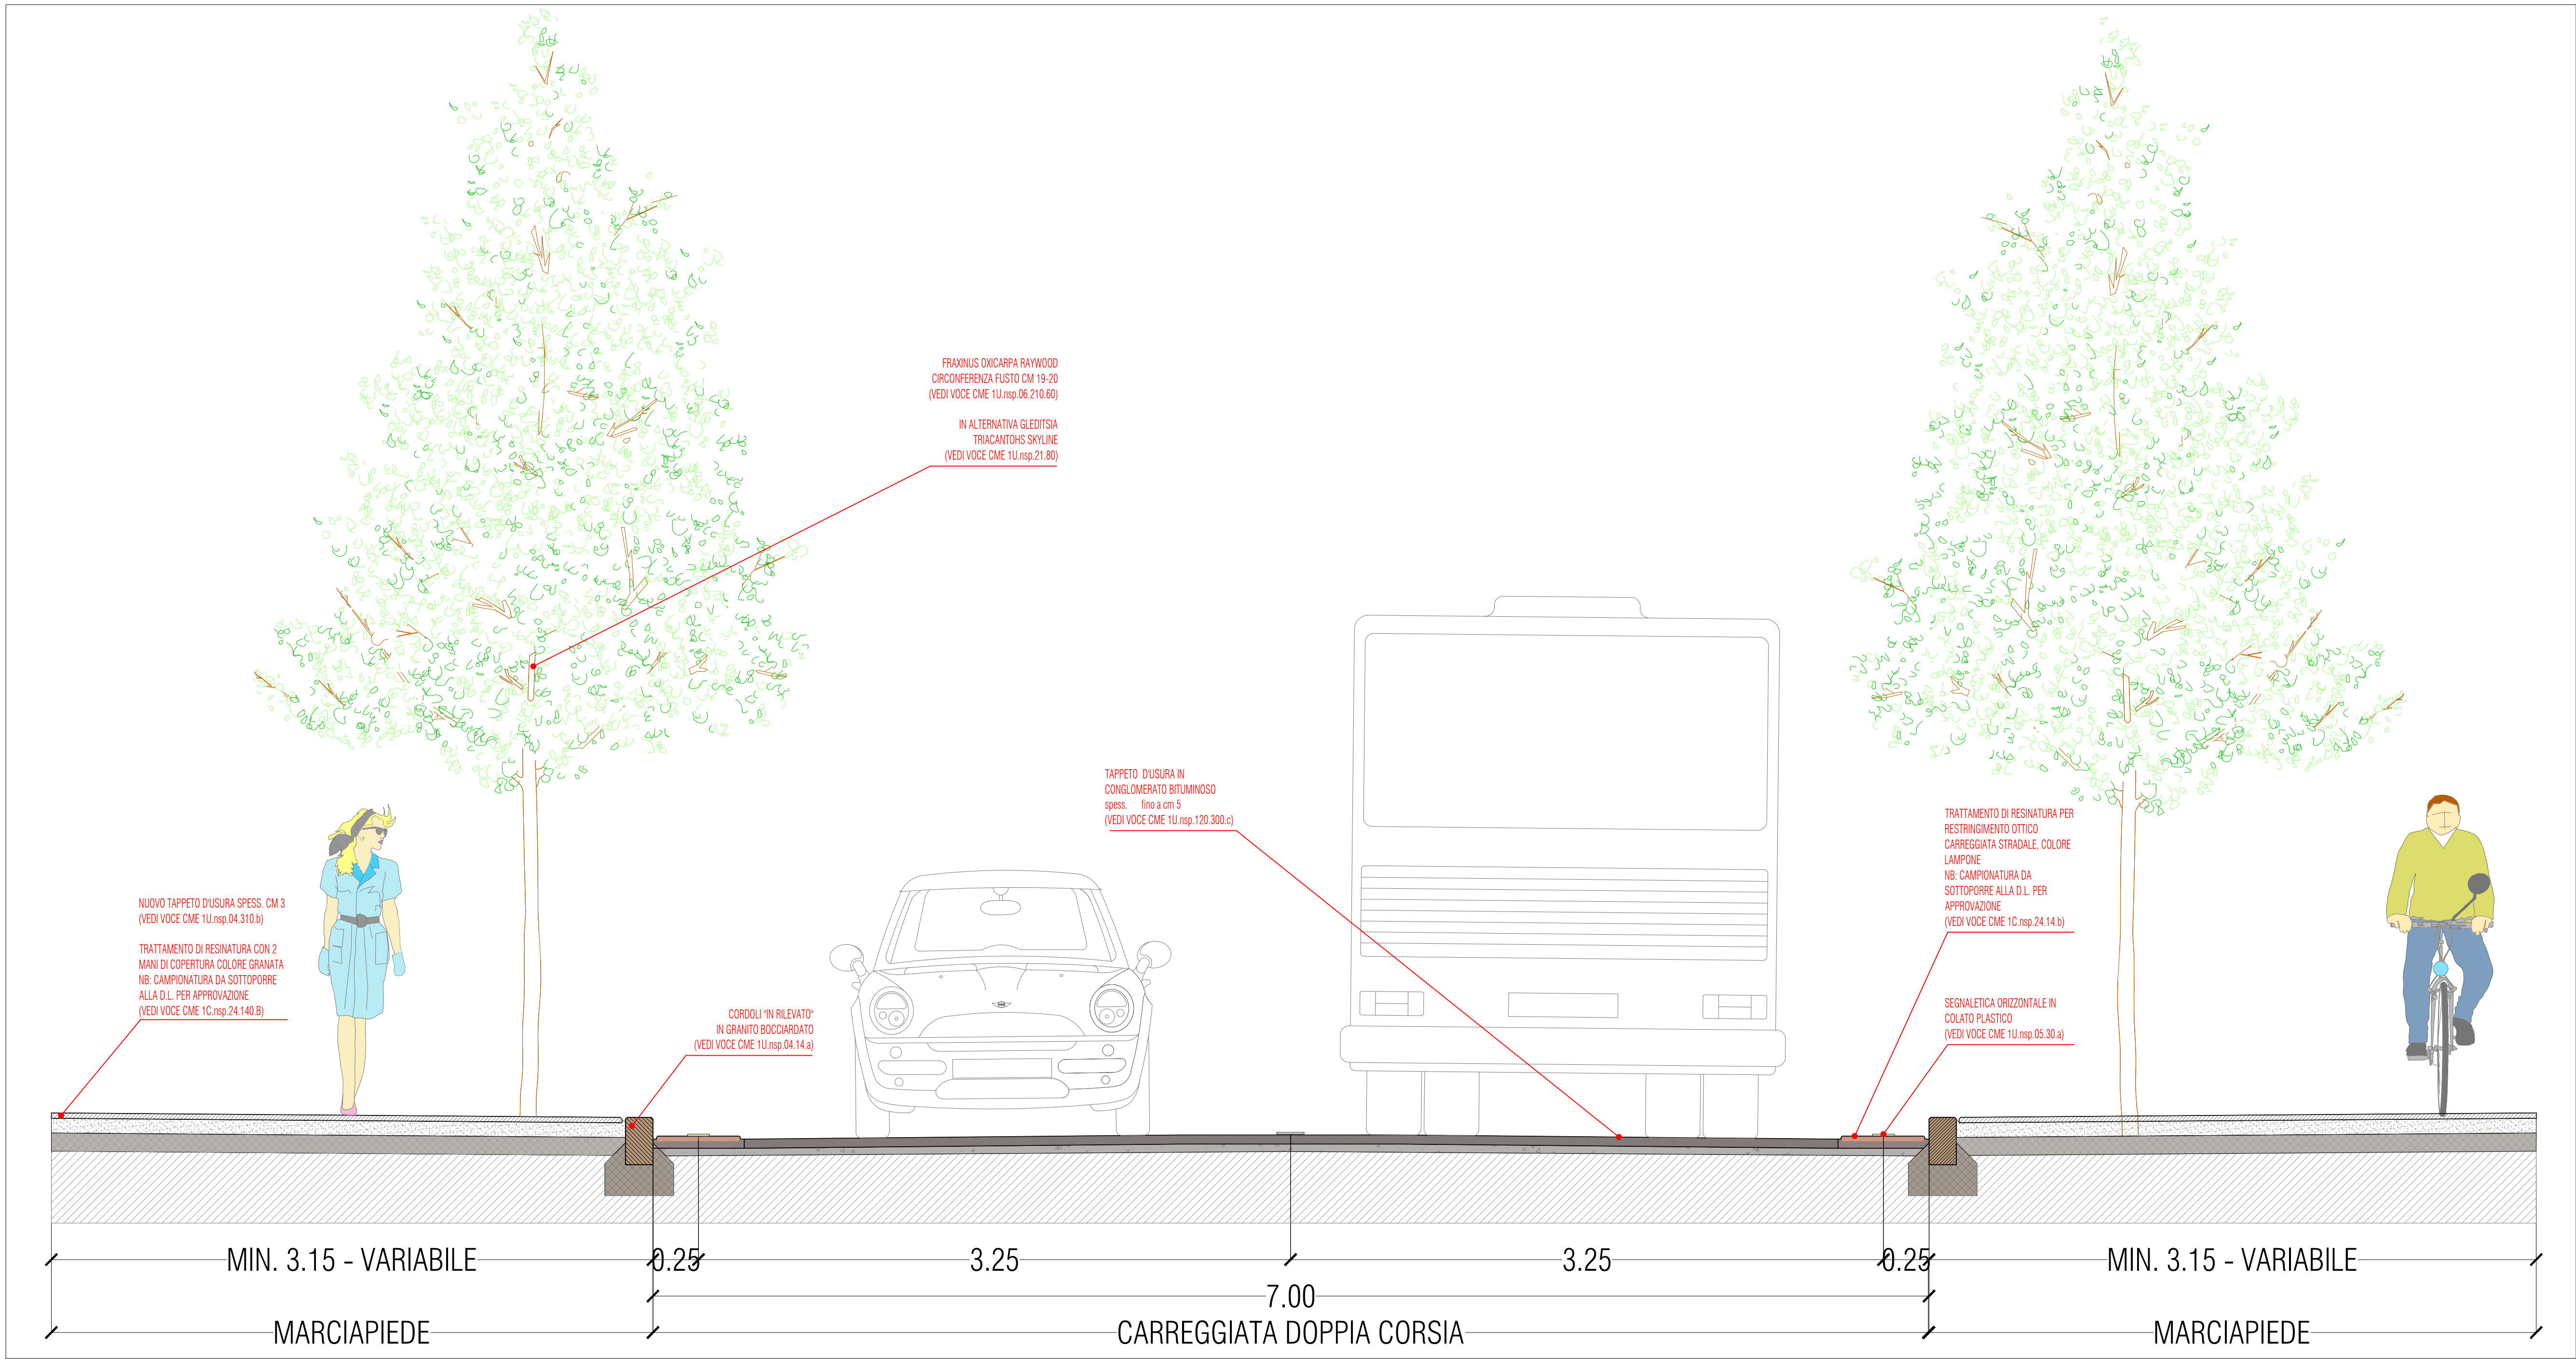 FRAXINUS OXICARPA RAYWOOD
CIRCONFERENZA FUSTO CM 19-20
(VEDI VOCE CME 1U.nsp.06.210.60)
IN ALTERNATIVA GLEDITSIA
TRIACANTOHS SKYLINE
(VEDI VOCE CME 1U.nsp.21.80)
TAPPETO D'USURA IN
CONGLOMERATO BITUMINOSO
spess. fino a cm 5
(VEDI VOCE CME 1U.nsp.120.300.c)
TRATTAMENTO DI RESINATURA PER
RESTRINGIMENTO OTTICO
CARREGGIATA STRADALE, COLORE
LAMPONE
NB: CAMPIONATURA DA
SOTTOPORRE ALLA D.L. PER
APPROVAZIONE
(VEDI VOCE CME 1C.nsp.24.14.b)
NUOVO TAPPETO D'USURA SPESS. CM 3
(VEDI VOCE CME 1U.nsp.04.310.b)
TRATTAMENTO DI RESINATURA CON 2
MANI DI COPERTURA COLORE GRANATA
NB: CAMPIONATURA DA SOTTOPORRE
ALLA D.L. PER APPROVAZIONE
(VEDI VOCE CME 1C.nsp.24.140.B)
CORDOLI "IN RILEVATO"
IN GRANITO BOCCIARDATO
(VEDI VOCE CME 1U.nsp.04.14.a)
SEGNALETICA ORIZZONTALE IN
COLATO PLASTICO
(VEDI VOCE CME 1U.nsp.05.30.a)
MIN. 3.15 - VARIABILE 0.25 3.25 3.25 0.25 MIN. 3.15 - VARIABILE
7.00
MARCIAPIEDE CARREGGIATA DOPPIA CORSIA MARCIAPIEDE